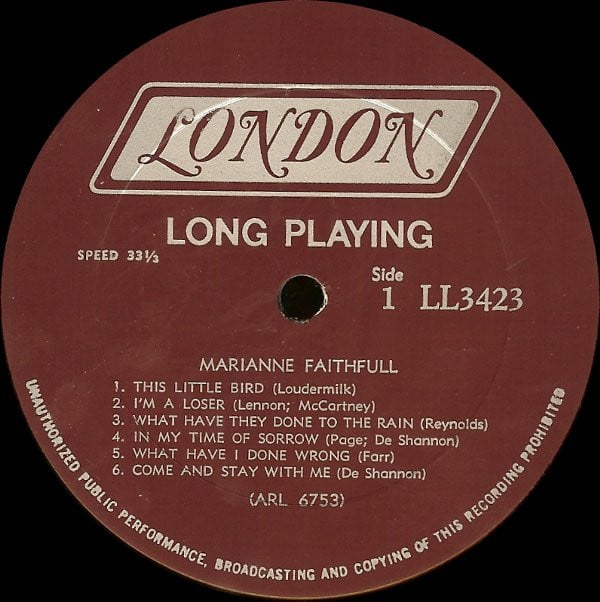 LONDON
LONG PLAYING
SPEED 33⅓
Side
1 LL3423
MARIANNE FAITHFULL
1. THIS LITTLE BIRD (Loudermilk)
2. I'M A LOSER (Lennon; McCartney)
3. WHAT HAVE THEY DONE TO THE RAIN (Reynolds)
4. IN MY TIME OF SORROW (Page; De Shannon)
5. WHAT HAVE I DONE WRONG (Farr)
6. COME AND STAY WITH ME (De Shannon)
(ARL 6753)
UNAUTHORIZED PUBLIC PERFORMANCE, BROADCASTING AND COPYING OF THIS RECORDING PROHIBITED